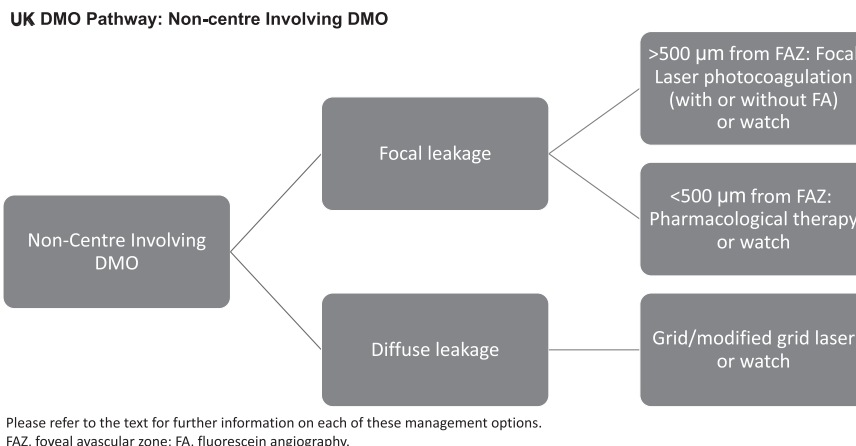 UK DMO Pathway: Non-centre Involving DMO
>500 µm from FAZ: Focal
Laser photocoagulation
(with or without FA)
or watch
Focal leakage
<500 µm from FAZ:
Pharmacological therapy
or watch
Non-Centre Involving
DMO
Diffuse leakage
Grid/modified grid laser
or watch
Please refer to the text for further information on each of these management options.
FAZ, foveal avascular zone; FA, fluorescein angiography.